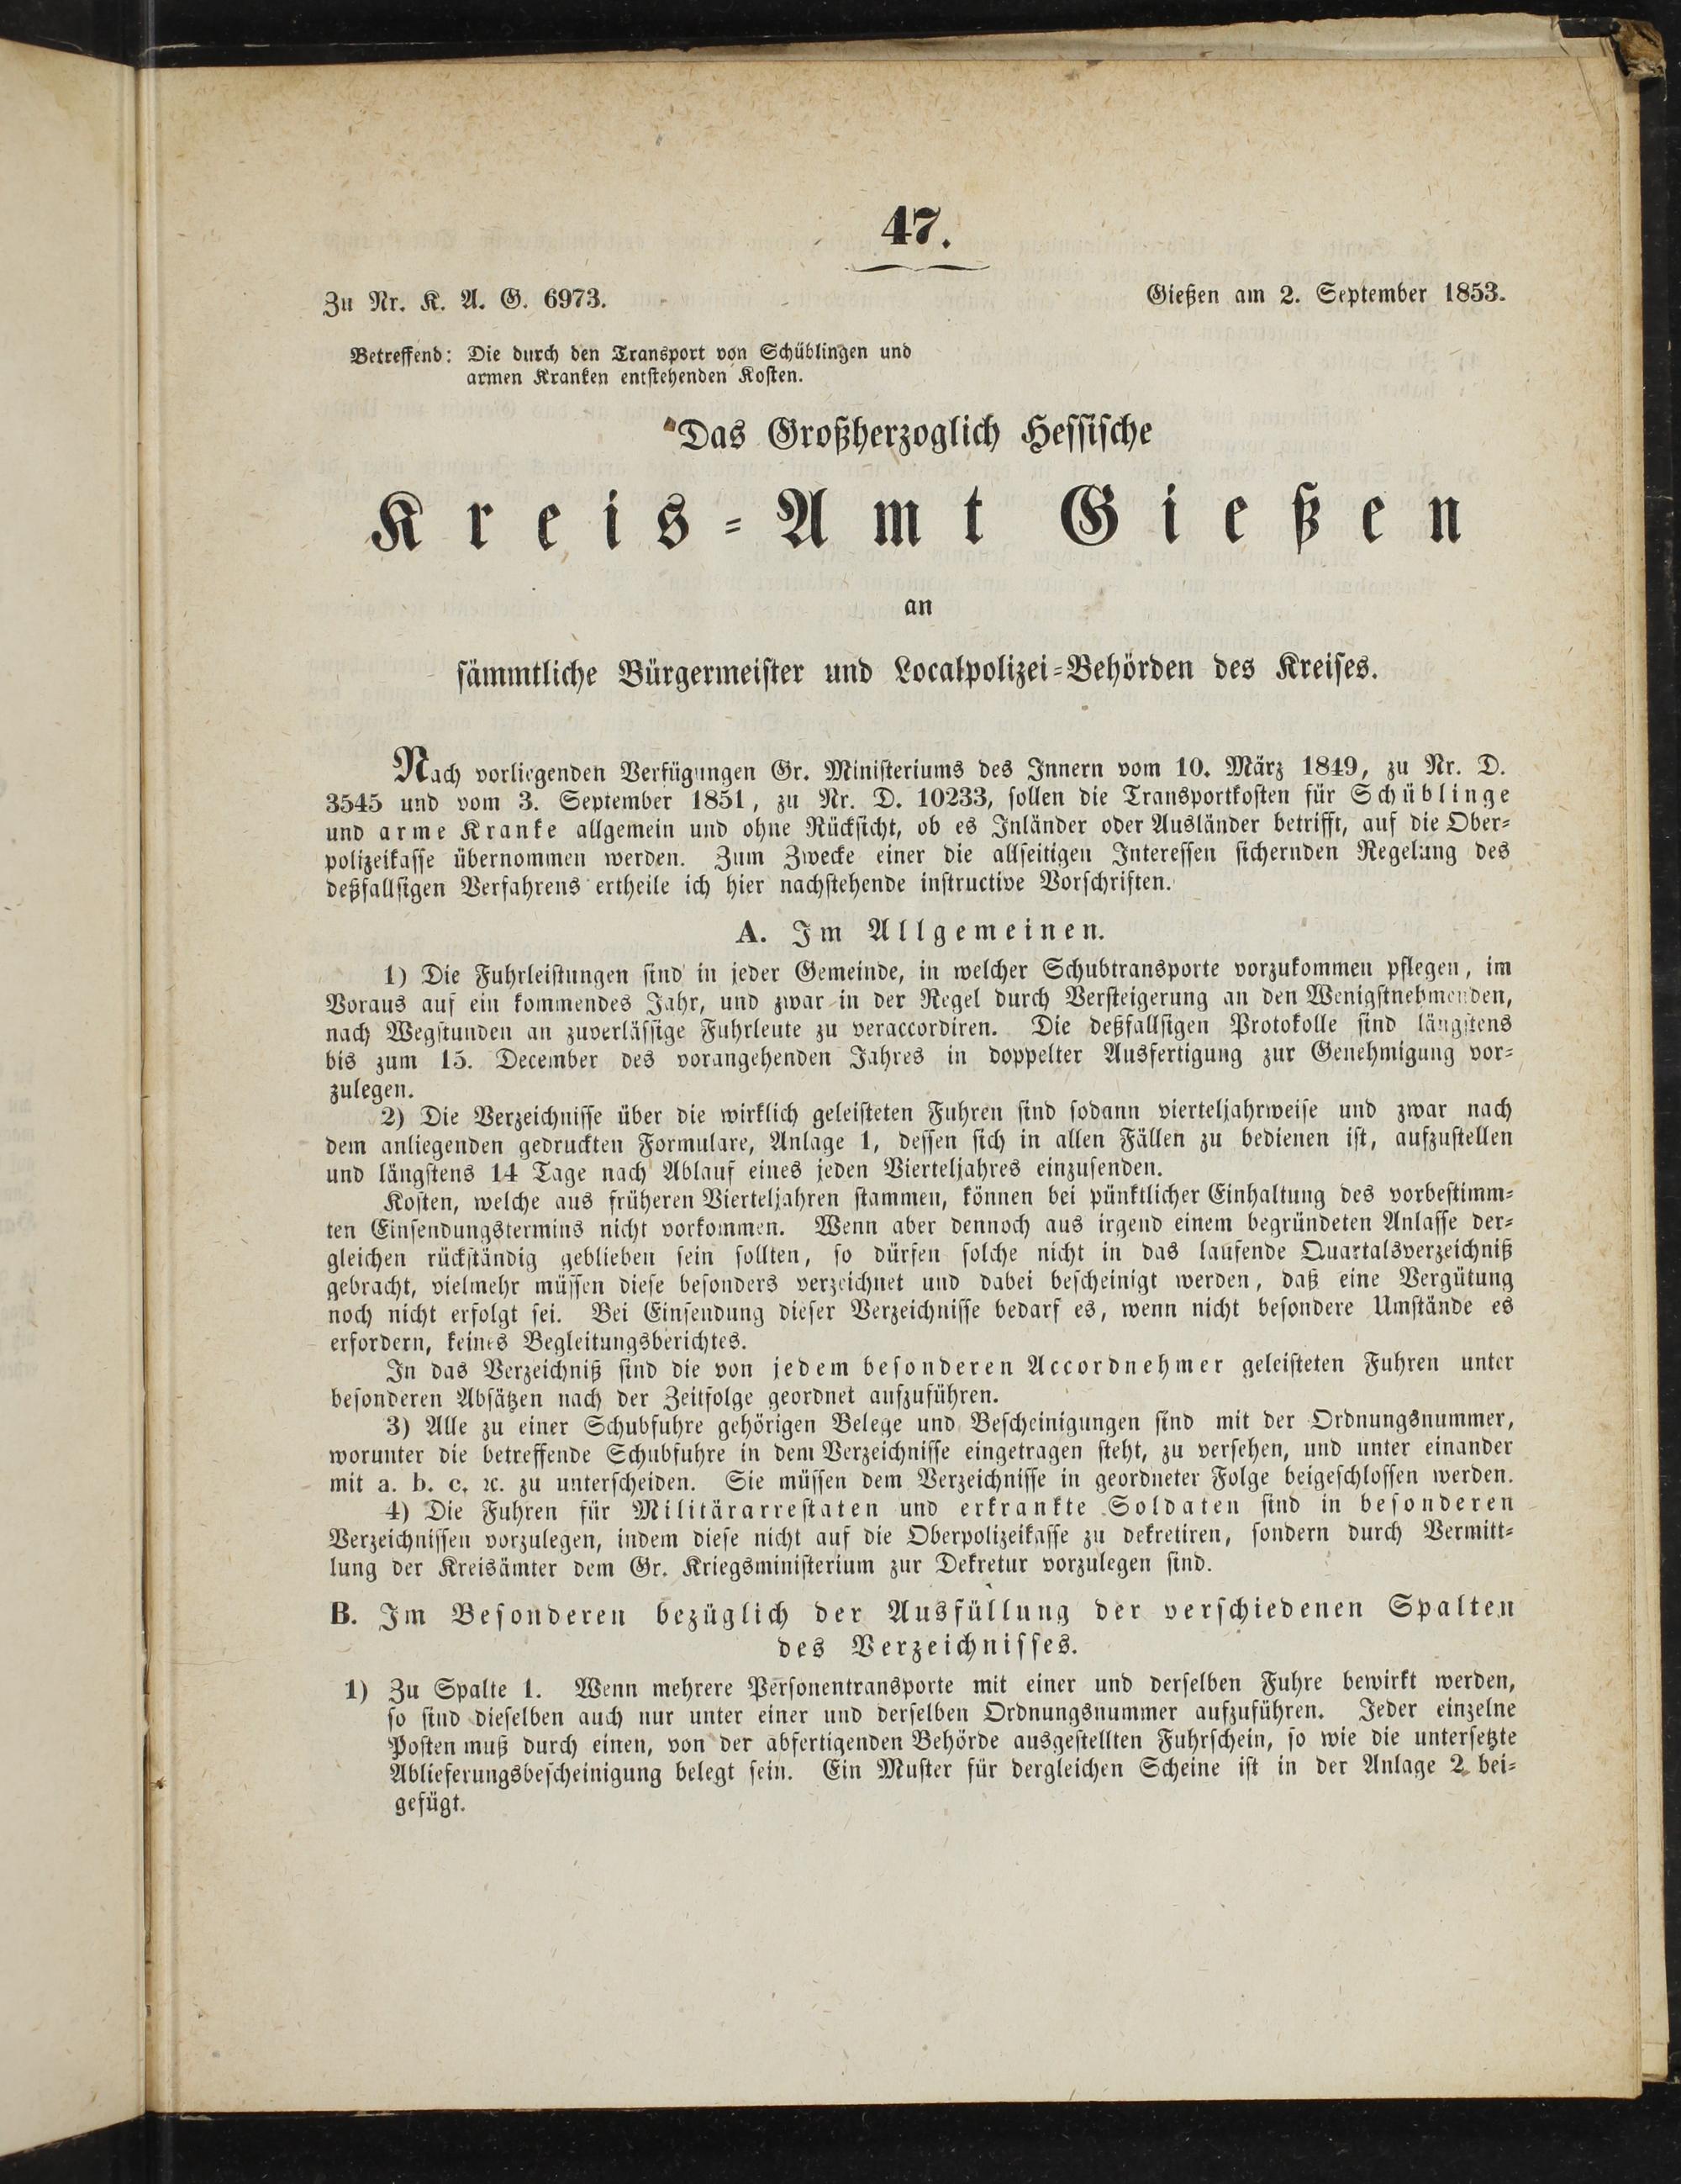 47.
Zu Nr. K. A. G. 6973.
Gießen am 2. September 1853.
Betreffend: Die durch den Transport von Schüblingen und
armen Kranken entstehenden Kosten.
Das Großherzoglich Hessische
Kreis-Amt Gießen
an
sämmtliche Bürgermeister und Localpolizei-Behörden des Kreises.
Nach vorliegenden Verfügungen Gr. Ministeriums des Innern vom 10. März 1849, zu Nr. D.
3545 und vom 3. September 1851, zu Nr. D. 10233, sollen die Transportkosten für Schüblinge
und arme Kranke allgemein und ohne Rücksicht, ob es Inländer oder Ausländer betrifft, auf die Ober-
polizeikasse übernommen werden. Zum Zwecke einer die allseitigen Interessen sichernden Regelung des
deßfallsigen Verfahrens ertheile ich hier nachstehende instructive Vorschriften.
A. Im Allgemeinen.
1) Die Fuhrleistungen sind in jeder Gemeinde, in welcher Schubtransporte vorzukommen pflegen, im
Voraus auf ein kommendes Jahr, und zwar in der Regel durch Versteigerung an den Wenigstnehmenden,
nach Wegstunden an zuverlässige Fuhrleute zu veraccordiren. Die deßfallsigen Protokolle sind längstens
bis zum 15. December des vorangehenden Jahres in doppelter Ausfertigung zur Genehmigung vor-
zulegen.
2) Die Verzeichnisse über die wirklich geleisteten Fuhren sind sodann vierteljahrweise und zwar nach
dem anliegenden gedruckten Formulare, Anlage 1, dessen sich in allen Fällen zu bedienen ist, aufzustellen
und längstens 14 Tage nach Ablauf eines jeden Vierteljahres einzusenden.
Kosten, welche aus früheren Vierteljahren stammen, können bei pünktlicher Einhaltung des vorbestimm-
ten Einsendungstermins nicht vorkommen. Wenn aber dennoch aus irgend einem begründeten Anlasse der-
gleichen rückständig geblieben sein sollten, so dürfen solche nicht in das laufende Quartalsverzeichniß
gebracht, vielmehr müssen diese besonders verzeichnet und dabei bescheinigt werden, daß eine Vergütung
noch nicht erfolgt sei. Bei Einsendung dieser Verzeichnisse bedarf es, wenn nicht besondere Umstände es
erfordern, keines Begleitungsberichtes.
In das Verzeichniß sind die von jedem besonderen Accordnehmer geleisteten Fuhren unter
besonderen Absätzen nach der Zeitfolge geordnet aufzuführen.
3) Alle zu einer Schubfuhre gehörigen Belege und Bescheinigungen sind mit der Ordnungsnummer,
worunter die betreffende Schubfuhre in dem Verzeichnisse eingetragen steht, zu versehen, und unter einander
mit a. b. c. ꝛc. zu unterscheiden. Sie müssen dem Verzeichnisse in geordneter Folge beigeschlossen werden.
4) Die Fuhren für Militärarrestaten und erkrankte Soldaten sind in besonderen
Verzeichnissen vorzulegen, indem diese nicht auf die Oberpolizeikasse zu dekretiren, sondern durch Vermitt-
lung der Kreisämter dem Gr. Kriegsministerium zur Dekretur vorzulegen sind.
B. Im Besonderen bezüglich der Ausfüllung der verschiedenen Spalten
des Verzeichnisses.
1) Zu Spalte 1. Wenn mehrere Personentransporte mit einer und derselben Fuhre bewirkt werden,
so sind dieselben auch nur unter einer und derselben Ordnungsnummer aufzuführen. Jeder einzelne
Posten muß durch einen, von der abfertigenden Behörde ausgestellten Fuhrschein, so wie die untersetzte
Ablieferungsbescheinigung belegt sein. Ein Muster für dergleichen Scheine ist in der Anlage 2 bei-
gefügt.